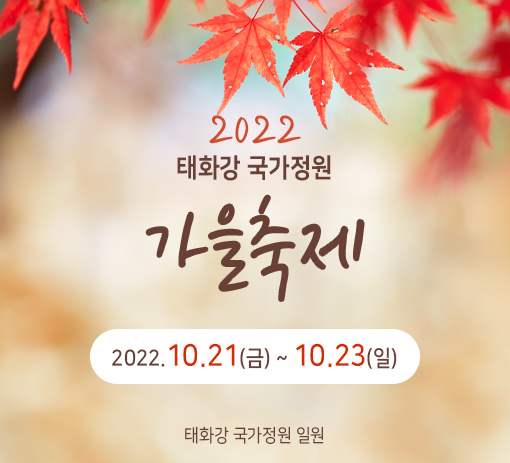 2022
태화강 국가정원
가을축제
2022.10.21(금) ~ 10.23(일)
태화강 국가정원 일원